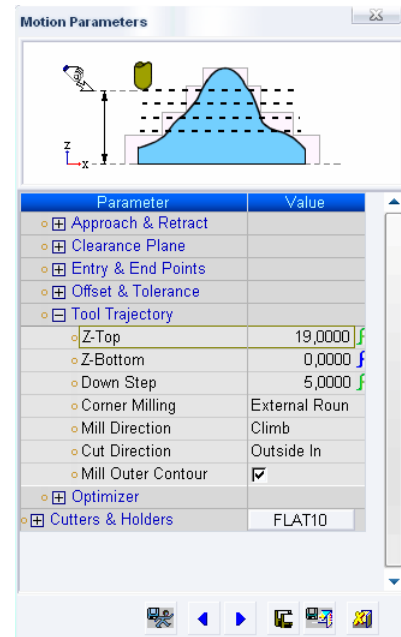 Motion Parameters
Z
X
Parameter Value
Approach & Retract
Clearance Plane
Entry & End Points
Offset & Tolerance
Tool Trajectory
Z-Top 19,0000 f
Z-Bottom 0,0000 f
Down Step 5,0000 f
Corner Milling External Roun
Mill Direction Climb
Cut Direction Outside In
Mill Outer Contour
Optimizer
Cutters & Holders FLAT10